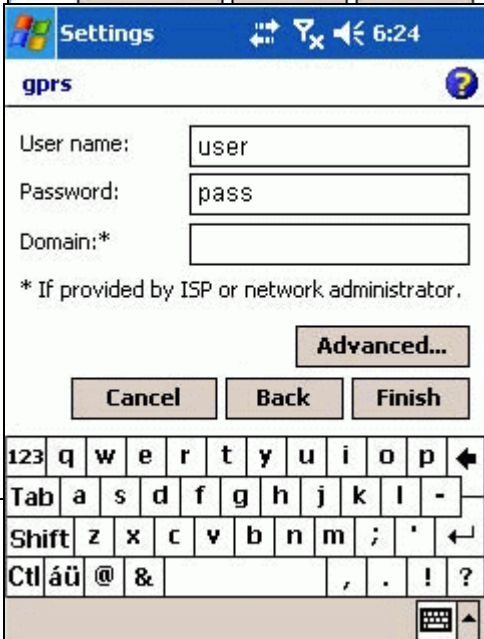 Settings 6:24
gprs ?
User name: user
Password: pass
Domain:*
* If provided by ISP or network administrator.
Advanced...
Cancel Back Finish
123 q w e r t y u i o p
Tab a s d f g h j k l -
Shift z x c v b n m ; '
Ctl áü @ & , . ! ?